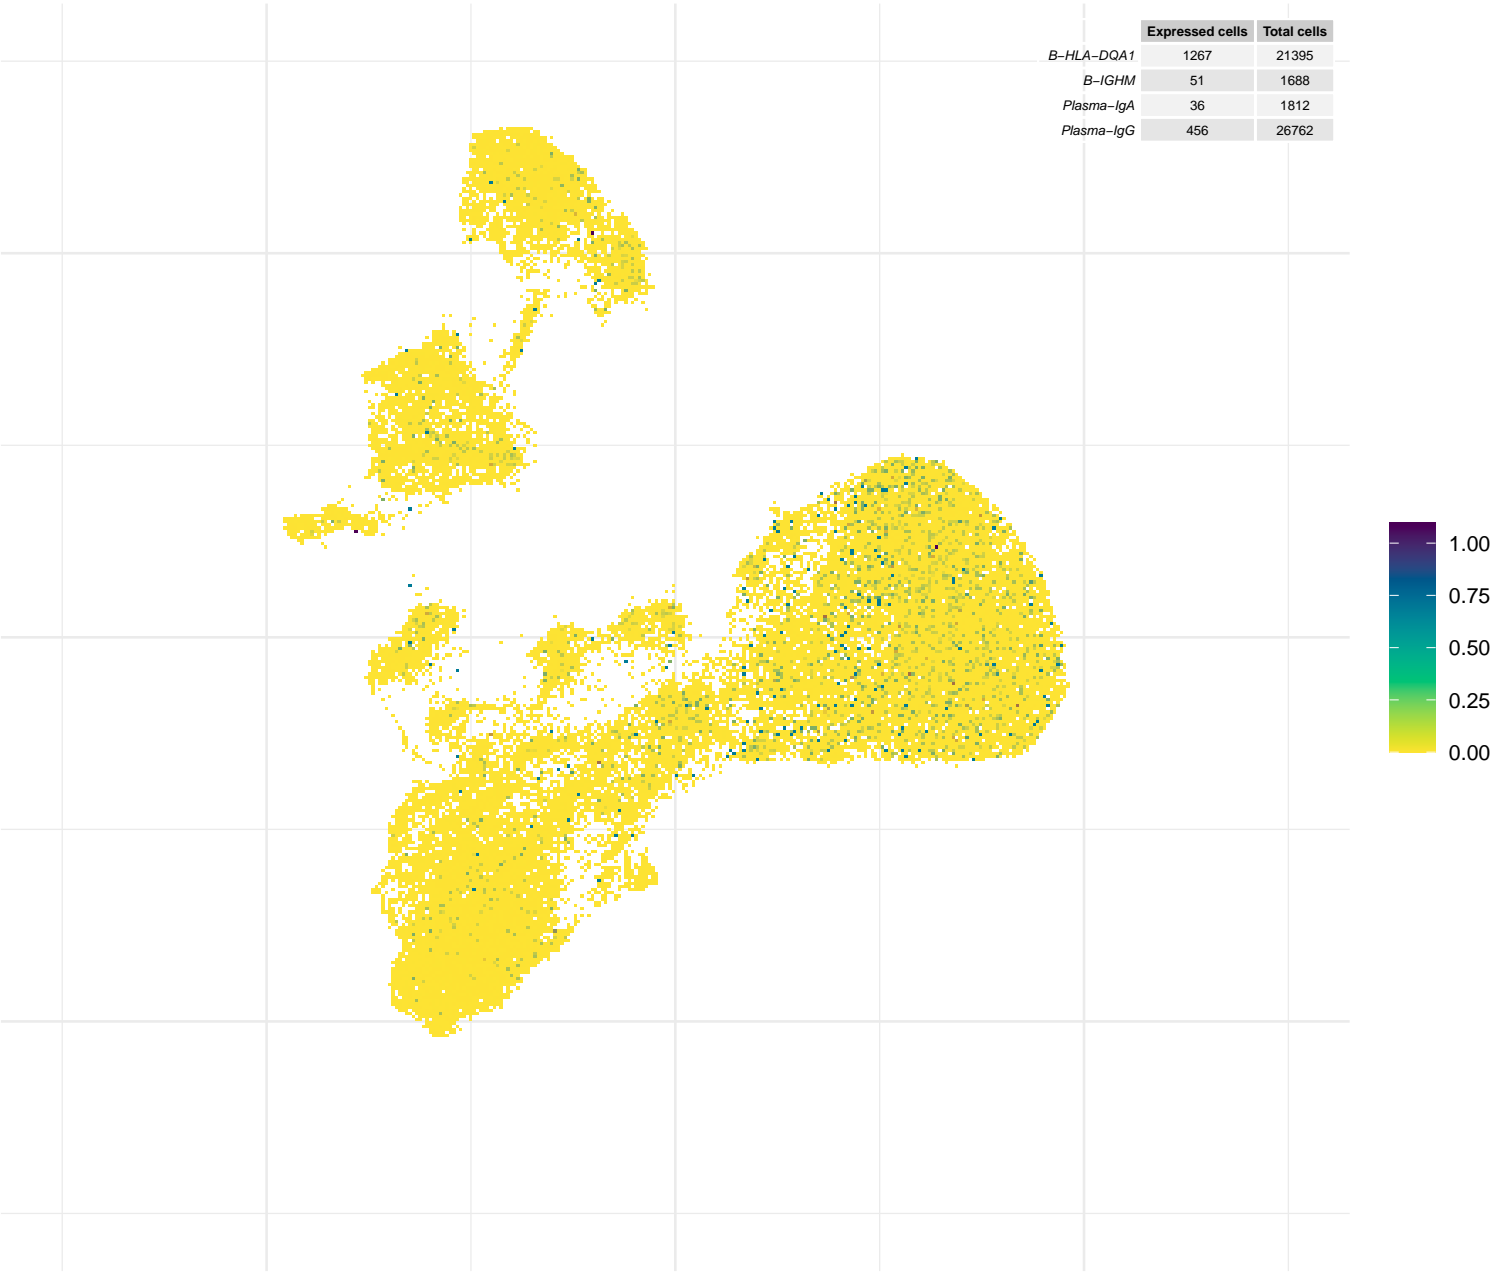 Expressed cells Total cells
B−HLA−DQA1 1267 21395
B−IGHM 51 1688
Plasma−IgA 36 1812
Plasma−IgG 456 26762
1.00
0.75
0.50
0.25
0.00